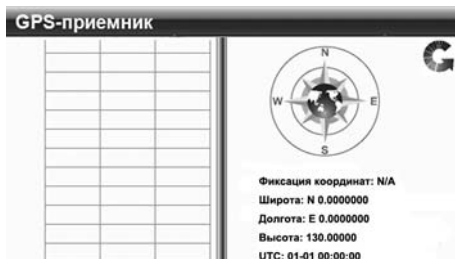 GPS-приемник
N
W E
S
Фиксация координат: N/A
Широта: N 0.0000000
Долгота: E 0.0000000
Высота: 130.00000
UTC: 01-01 00:00:00